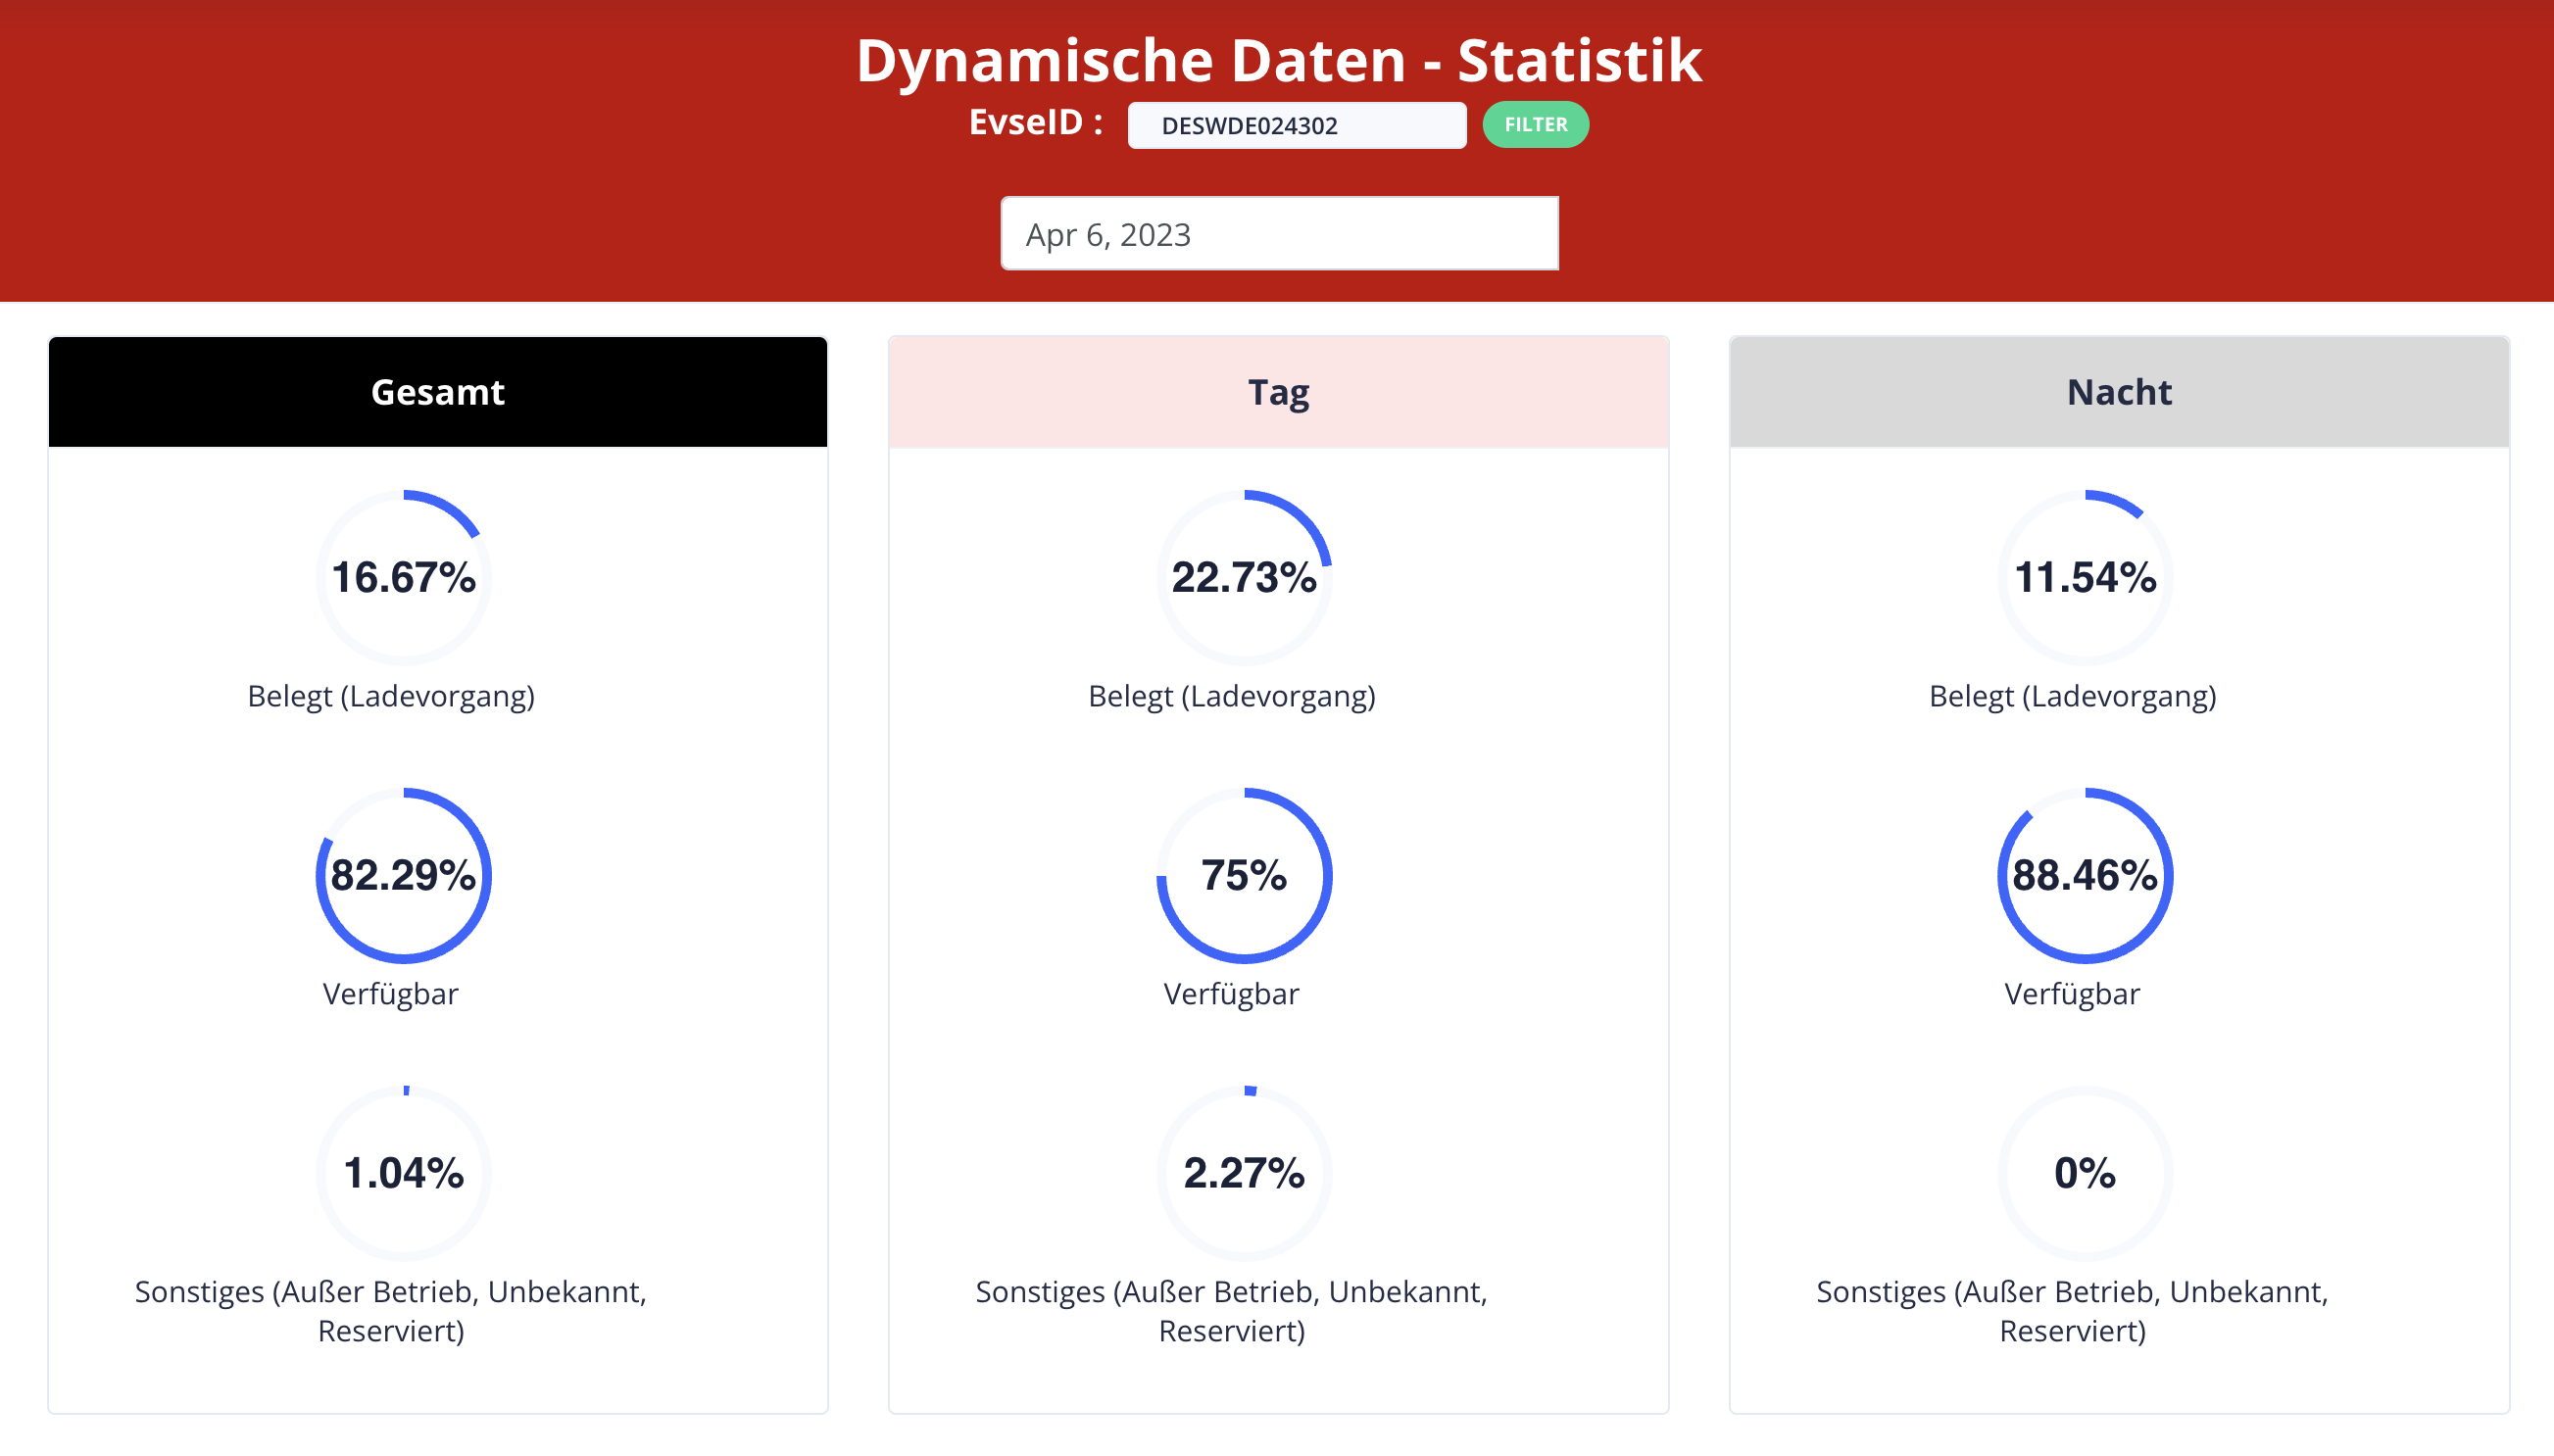 Dynamische Daten - Statistik
EvseID :
DESWDE024302
FILTER
Apr 6, 2023
Gesamt
16.67%
Belegt (Ladevorgang)
82.29%
Verfügbar
1.04%
Sonstiges (Außer Betrieb, Unbekannt,
Reserviert)
Tag
22.73%
Belegt (Ladevorgang)
75%
Verfügbar
2.27%
Sonstiges (Außer Betrieb, Unbekannt,
Reserviert)
Nacht
11.54%
Belegt (Ladevorgang)
88.46%
Verfügbar
0%
Sonstiges (Außer Betrieb, Unbekannt,
Reserviert)